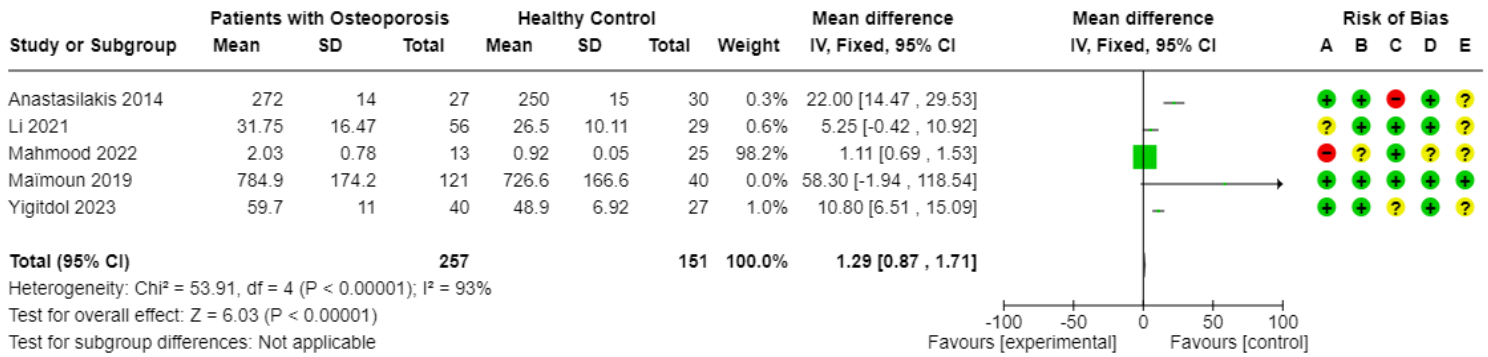 Patients with Osteoporosis Healthy Control Mean difference Mean difference Risk of Bias
Study or Subgroup Mean SD Total Mean SD Total Weight IV, Fixed, 95% CI IV, Fixed, 95% CI A B C D E
Anastasilakis 2014 272 14 27 250 15 30 0.3% 22.00 [14.47 , 29.53] + + − + ?
Li 2021 31.75 16.47 56 26.5 10.11 29 0.6% 5.25 [-0.42 , 10.92] ? + + + ?
Mahmood 2022 2.03 0.78 13 0.92 0.05 25 98.2% 1.11 [0.69 , 1.53] − ? + ? ?
Maïmoun 2019 784.9 174.2 121 726.6 166.6 40 0.0% 58.30 [-1.94 , 118.54] + + + + +
Yigitdol 2023 59.7 11 40 48.9 6.92 27 1.0% 10.80 [6.51 , 15.09] + + ? + ?
Total (95% CI) 257 151 100.0% 1.29 [0.87 , 1.71]
Heterogeneity: Chi² = 53.91, df = 4 (P < 0.00001); I² = 93%
Test for overall effect: Z = 6.03 (P < 0.00001)
-100 -50 0 50 100
Test for subgroup differences: Not applicable
Favours [experimental] Favours [control]